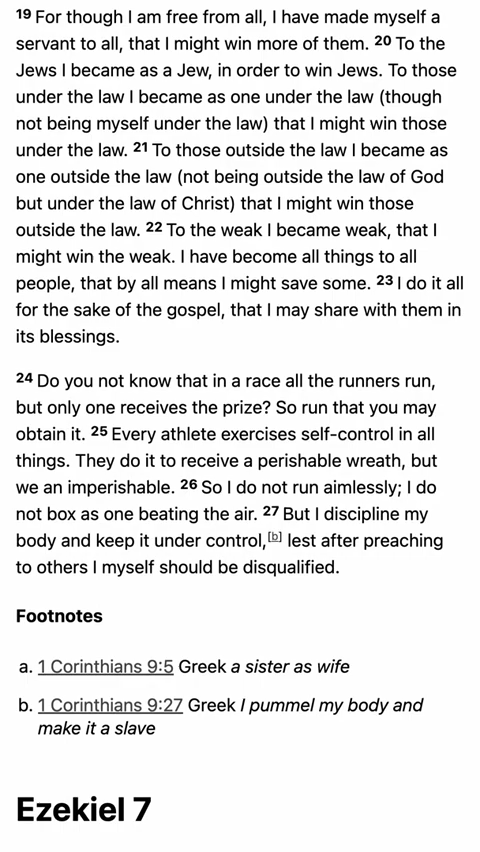 19 For though I am free from all, I have made myself a
servant to all, that I might win more of them. 20 To the
Jews I became as a Jew, in order to win Jews. To those
under the law I became as one under the law (though
not being myself under the law) that I might win those
under the law. 21 To those outside the law I became as
one outside the law (not being outside the law of God
but under the law of Christ) that I might win those
outside the law. 22 To the weak I became weak, that I
might win the weak. I have become all things to all
people, that by all means I might save some. 23 I do it all
for the sake of the gospel, that I may share with them in
its blessings.
24 Do you not know that in a race all the runners run,
but only one receives the prize? So run that you may
obtain it. 25 Every athlete exercises self-control in all
things. They do it to receive a perishable wreath, but
we an imperishable. 26 So I do not run aimlessly; I do
not box as one beating the air. 27 But I discipline my
body and keep it under control,[b] lest after preaching
to others I myself should be disqualified.
Footnotes
a. 1 Corinthians 9:5 Greek a sister as wife
b. 1 Corinthians 9:27 Greek I pummel my body and
make it a slave
Ezekiel 7